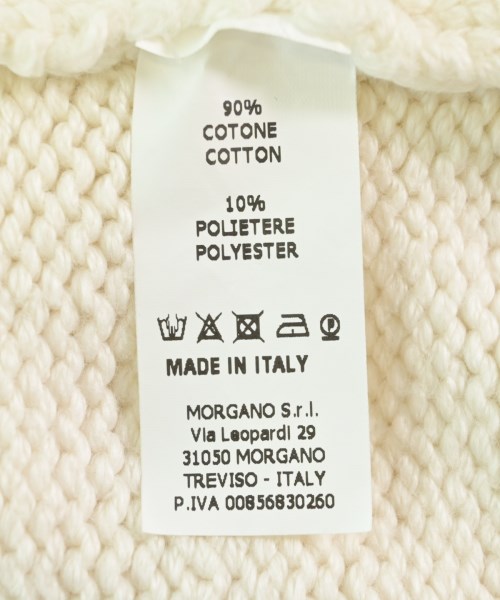 90%
COTONE
COTTON
10%
POLIETERE
POLYESTER
P
MADE IN ITALY
MORGANO S.r.l.
Via Leopardi 29
31050 MORGANO
TREVISO - ITALY
P.IVA 00856830260